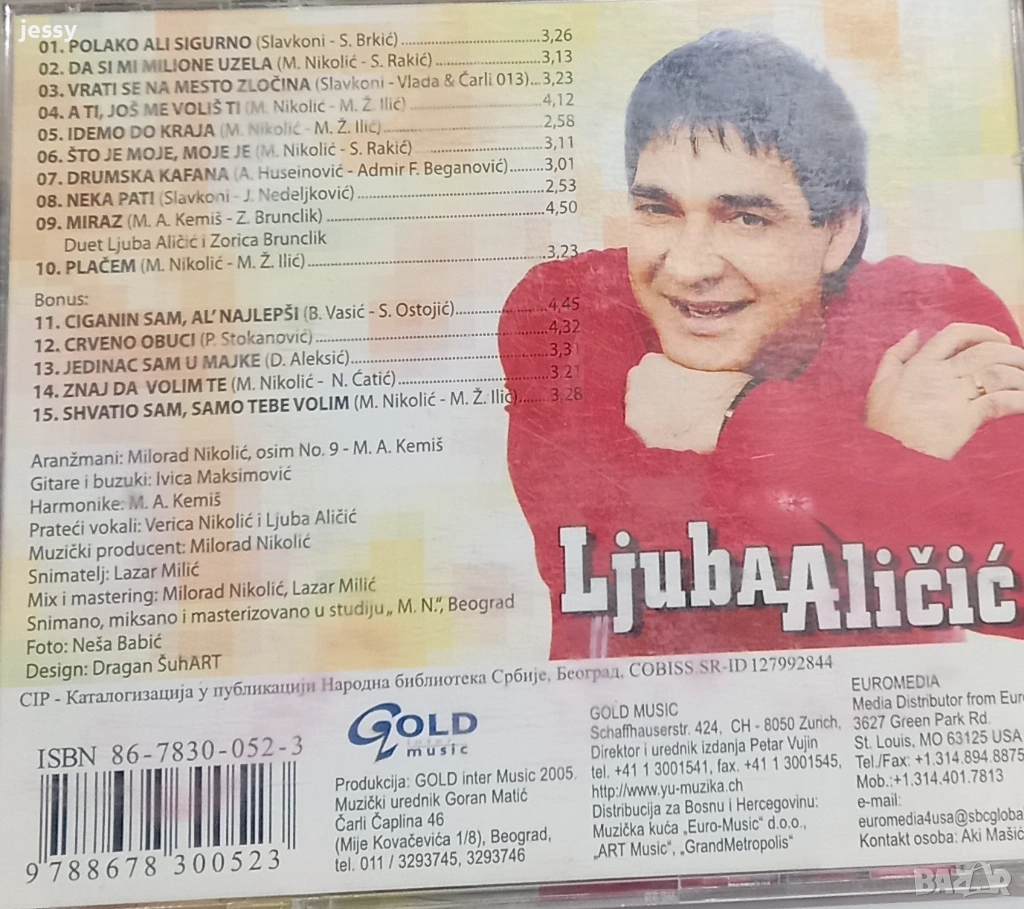 jessy
01. POLAKO ALI SIGURNO (Slavkoni - S. Brkić) 3,26
02. DA SI MI MILIONE UZELA (M. Nikolić - S. Rakić) 3,13
03. VRATI SE NA MESTO ZLOČINA (Slavkoni - Vlada & Čarli 013) 3,23
04. A TI, JOŠ ME VOLIŠ TI (M. Nikolić - M. Ž. Ilić) 4,12
05. IDEMO DO KRAJA (M. Nikolić - M. Ž. Ilić) 2,58
06. ŠTO JE MOJE, MOJE JE (M. Nikolić - S. Rakić) 3,11
07. DRUMSKA KAFANA (A. Huseinović - Admir F. Beganović) 3,01
08. NEKA PATI (Slavkoni - J. Nedeljković) 2,53
09. MIRAZ (M. A. Kemiš - Z. Brunclik) 4,50
Duet Ljuba Aličić i Zorica Brunclik
10. PLAČEM (M. Nikolić - M. Ž. Ilić) 3,23
Bonus:
11. CIGANIN SAM, AL' NAJLEPŠI (B. Vasić - S. Ostojić) 4,45
12. CRVENO OBUCI (P. Stokanović) 4,32
13. JEDINAC SAM U MAJKE (D. Aleksić) 3,31
14. ZNAJ DA VOLIM TE (M. Nikolić - N. Ćatić) 3,21
15. SHVATIO SAM, SAMO TEBE VOLIM (M. Nikolić - M. Ž. Ilić) 3,28
Aranžmani: Milorad Nikolić, osim No. 9 - M. A. Kemiš
Gitare i buzuki: Ivica Maksimović
Harmonike: M. A. Kemiš
Prateći vokali: Verica Nikolić i Ljuba Aličić
Muzički producent: Milorad Nikolić
Snimatelj: Lazar Milić
Mix i mastering: Milorad Nikolić, Lazar Milić
Snimano, miksano i masterizovano u studiju „M. N.", Beograd
Foto: Neša Babić
Design: Dragan ŠuhART
Ljuba Aličić
CIP - Каталогизација у публикацији Народна библиотека Србије, Београд, COBISS.SR-ID 127992844
ISBN 86-7830-052-3
9 788678 300523
GOLD
inter
music
Produkcija: GOLD inter Music 2005.
Muzički urednik Goran Matić
Čarli Čaplina 46
(Mije Kovačevića 1/8), Beograd,
tel. 011 / 3293745, 3293746
GOLD MUSIC
Schaffhauserstr. 424, CH - 8050 Zurich,
Direktor i urednik izdanja Petar Vujin
tel. +41 1 3001541, fax. +41 1 3001545,
http://www.yu-muzika.ch
Distribucija za Bosnu i Hercegovinu:
Muzička kuća „Euro-Music" d.o.o.,
„ART Music", „GrandMetropolis"
EUROMEDIA
Media Distributor from Euro
3627 Green Park Rd.
St. Louis, MO 63125 USA
Tel./Fax: +1.314.894.8875
Mob.:+1.314.401.7813
e-mail:
euromedia4usa@sbcgloba
Kontakt osoba: Aki Mašić
BAZAR